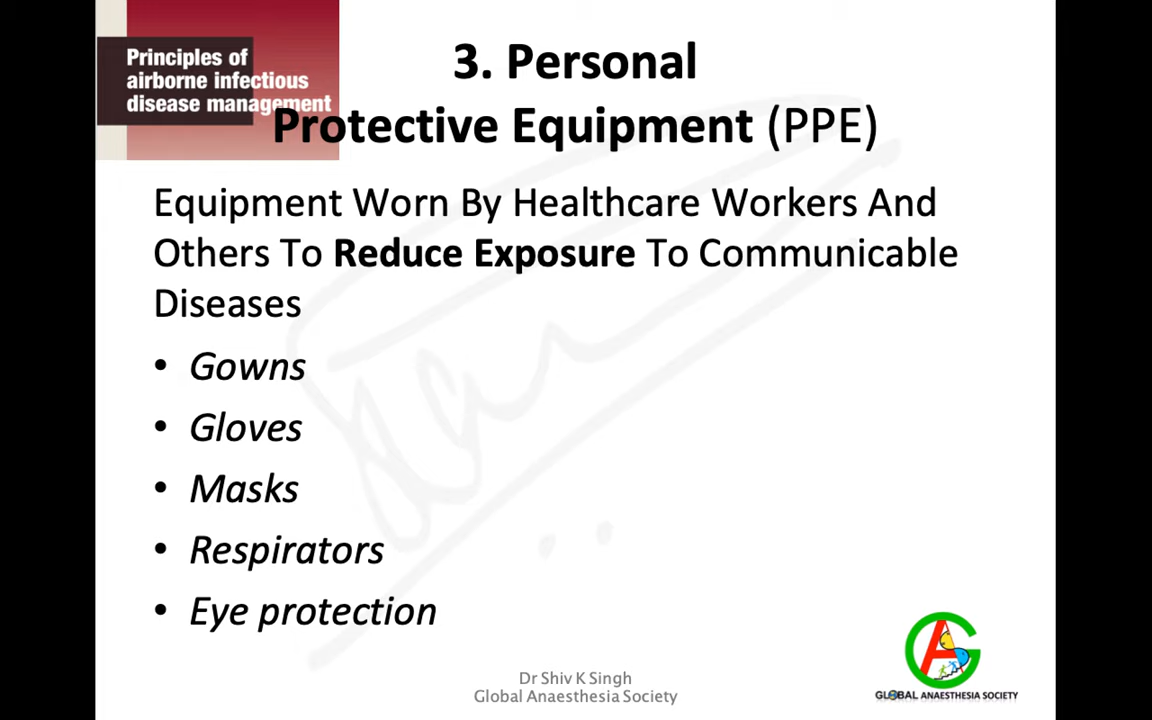 Principles of
airborne infectious
disease management
3. Personal
Protective Equipment (PPE)
Equipment Worn By Healthcare Workers And
Others To Reduce Exposure To Communicable
Diseases
• Gowns
• Gloves
• Masks
• Respirators
• Eye protection
Dr Shiv K Singh
Global Anaesthesia Society
GLOBAL ANAESTHESIA SOCIETY